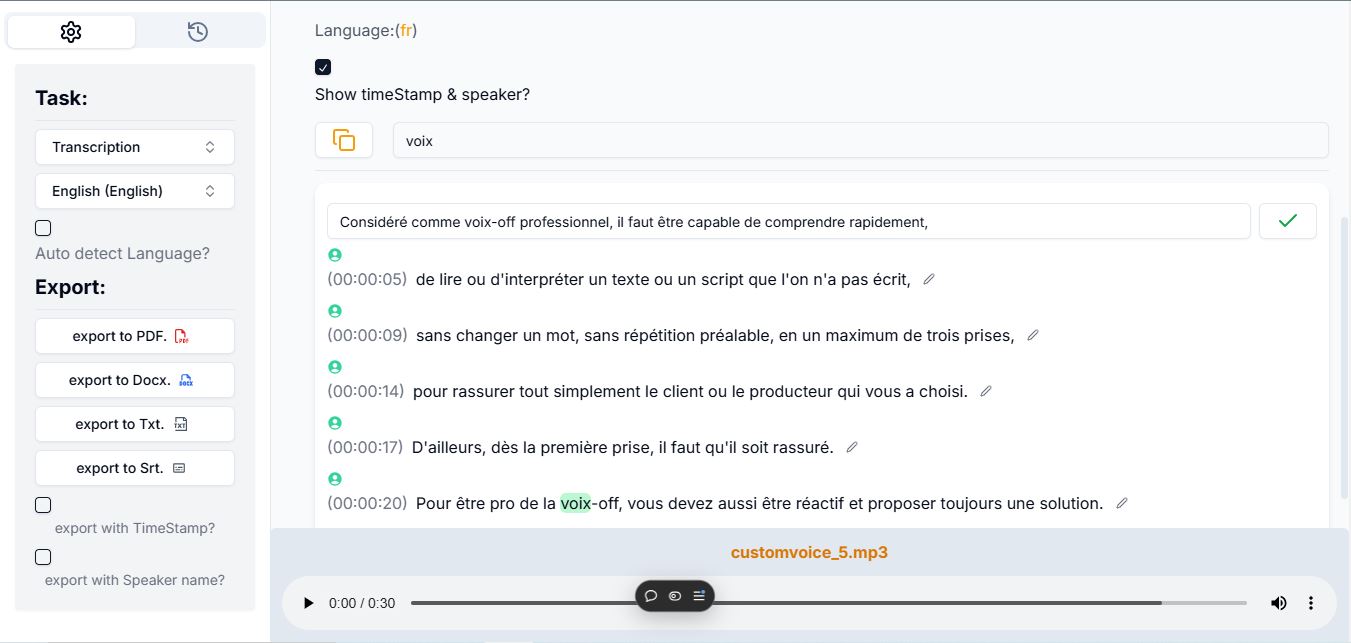 Task:
Transcription
English (English)
Auto detect Language?
Export:
export to PDF.
PDF
export to Docx.
DOCX
export to Txt.
TXT
export to Srt.
export with TimeStamp?
export with Speaker name?
Language:(fr)
Show timeStamp & speaker?
voix
Considéré comme voix-off professionnel, il faut être capable de comprendre rapidement,
(00:00:05) de lire ou d'interpréter un texte ou un script que l'on n'a pas écrit,
(00:00:09) sans changer un mot, sans répétition préalable, en un maximum de trois prises,
(00:00:14) pour rassurer tout simplement le client ou le producteur qui vous a choisi.
(00:00:17) D'ailleurs, dès la première prise, il faut qu'il soit rassuré.
(00:00:20) Pour être pro de la voix-off, vous devez aussi être réactif et proposer toujours une solution.
customvoice_5.mp3
0:00 / 0:30